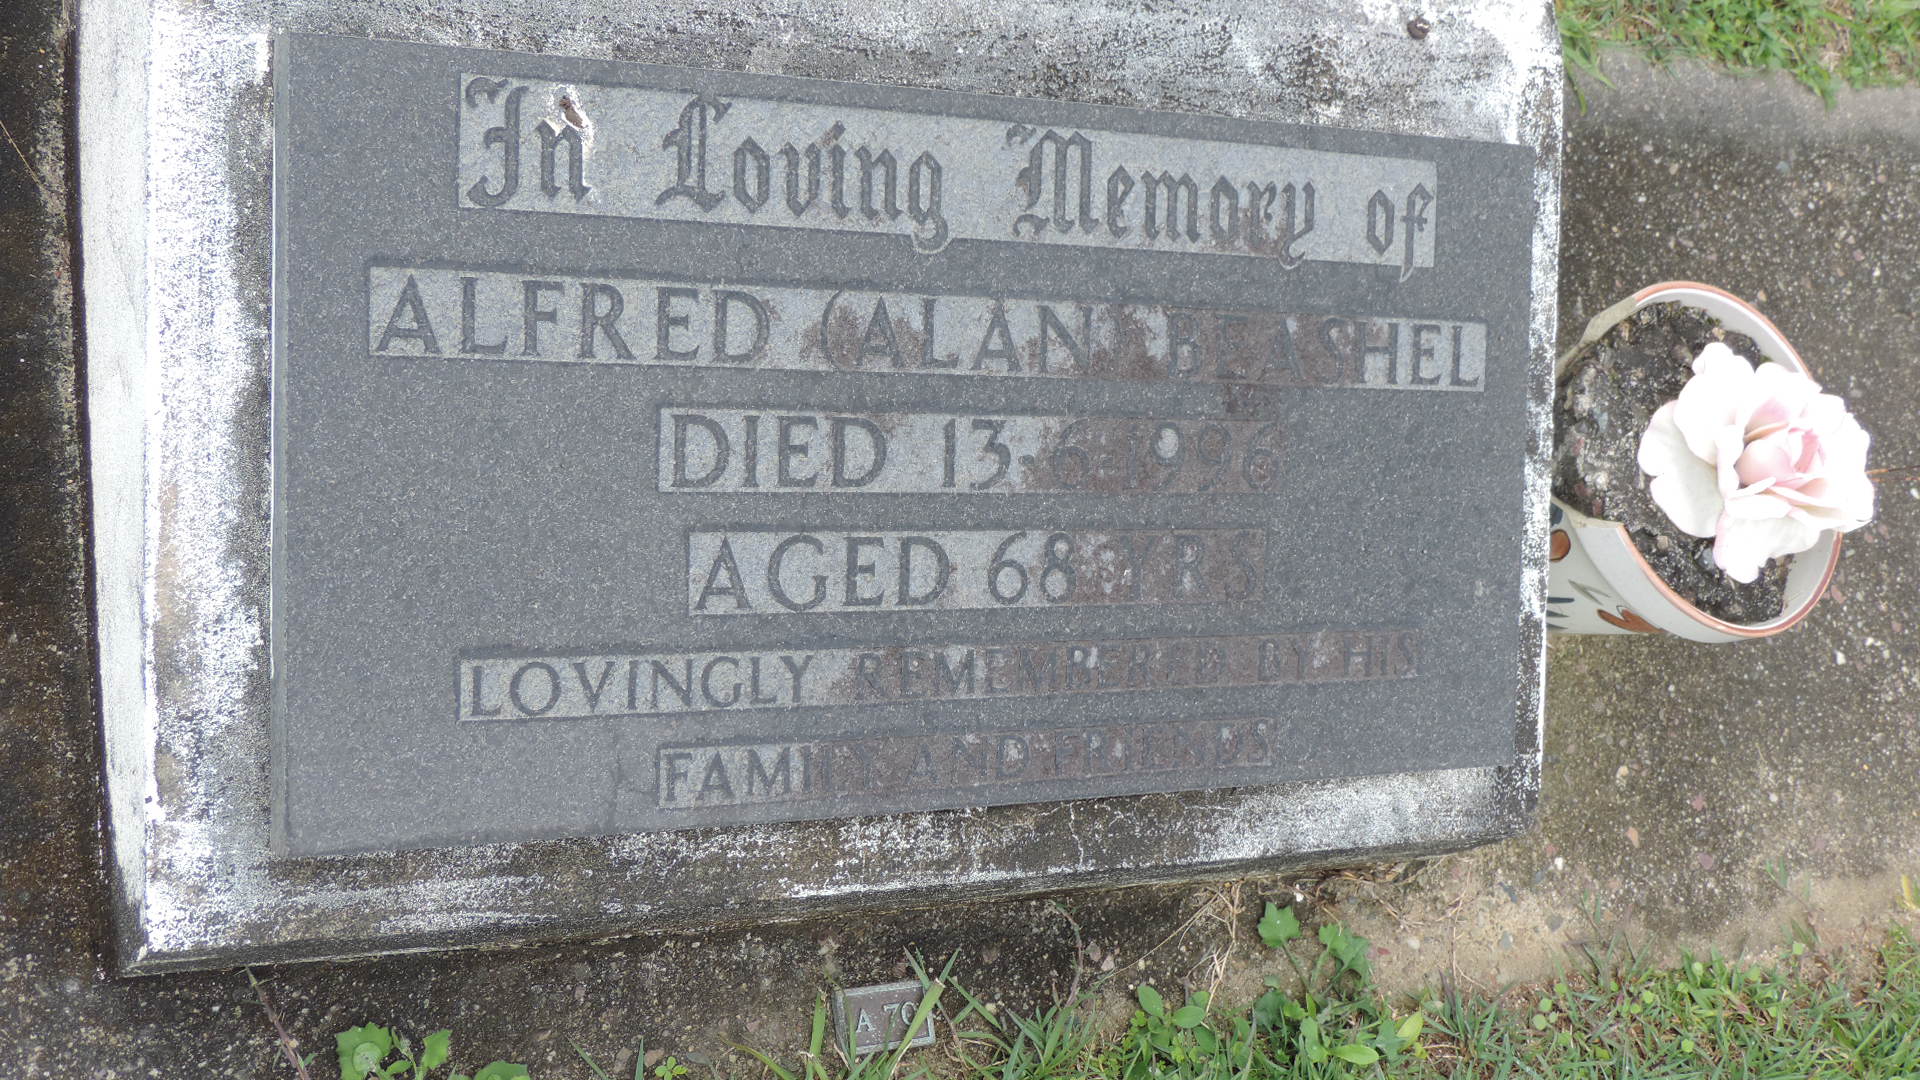 In Loving Memory of
ALFRED (ALAN) BEASHEL
DIED 13.6.1996
AGED 68 YRS
LOVINGLY REMEMBERED BY HIS
FAMILY AND FRIENDS
A 70